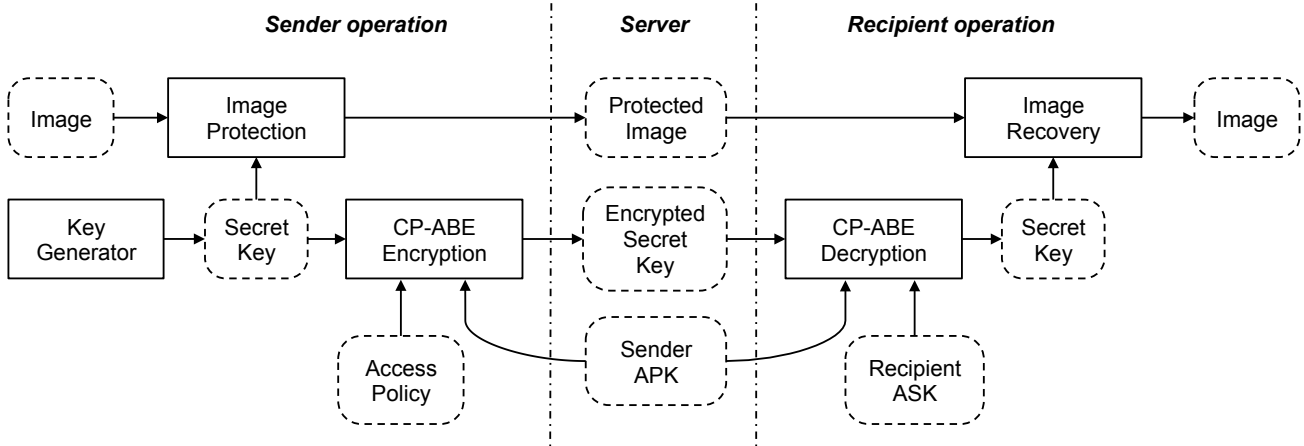 Sender operation
Server
Recipient operation
Image
Image
Protection
Protected
Image
Image
Recovery
Image
Key
Generator
Secret
Key
CP-ABE
Encryption
Encrypted
Secret
Key
CP-ABE
Decryption
Secret
Key
Access
Policy
Sender
APK
Recipient
ASK